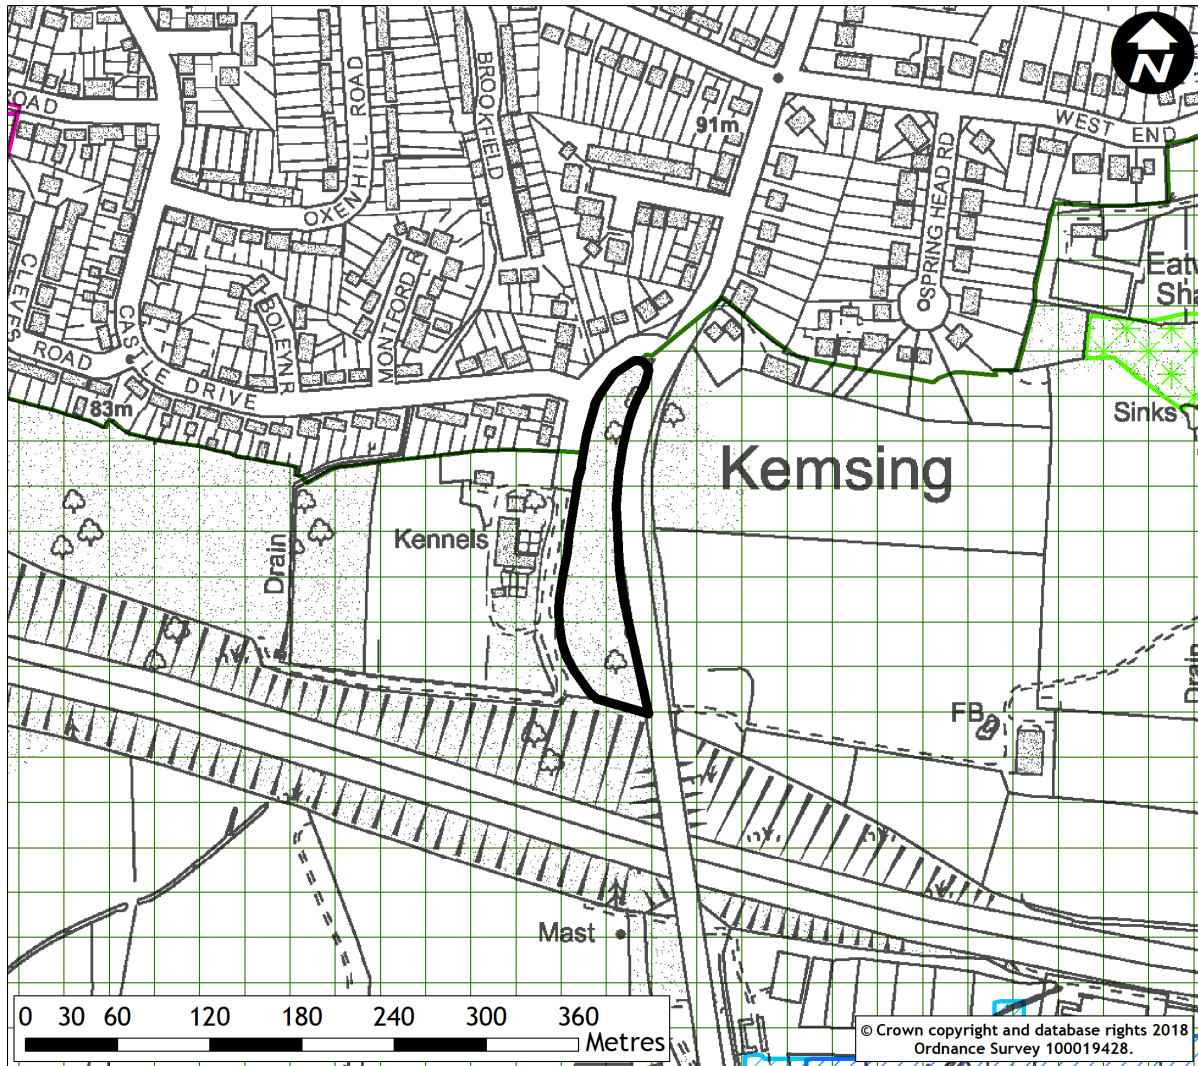 N
ROAD
OXENHILL ROAD
BROOKFIELD
91m
WEST END
SPRING HEAD RD
CLEVES ROAD
CASTLE DRIVE
BOLEYN R
MONTFORD R
83m
Sinks
Kemsing
Kennels
Drain
Drain
FB
Mast
0 30 60 120 180 240 300 360
Metres
© Crown copyright and database rights 2018
Ordnance Survey 100019428.